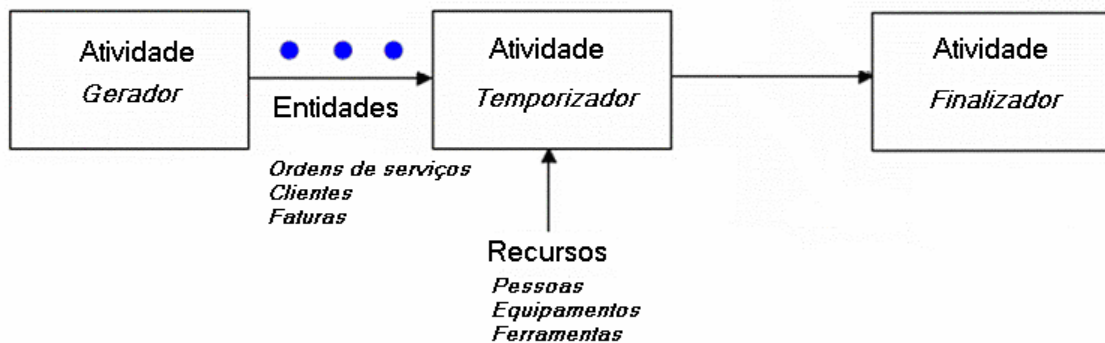 Atividade
Gerador
Entidades
Ordens de serviços
Clientes
Faturas
Atividade
Temporizador
Recursos
Pessoas
Equipamentos
Ferramentas
Atividade
Finalizador